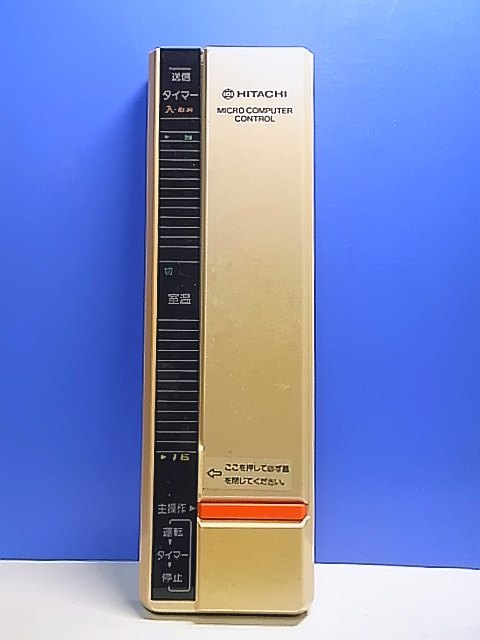 送信
タイマー
HITACHI
MICRO COMPUTER
CONTROL
切
室温
▸16
ここを押して必ず蓋
を閉じてください。
主操作▸
運転
タイマー
停止